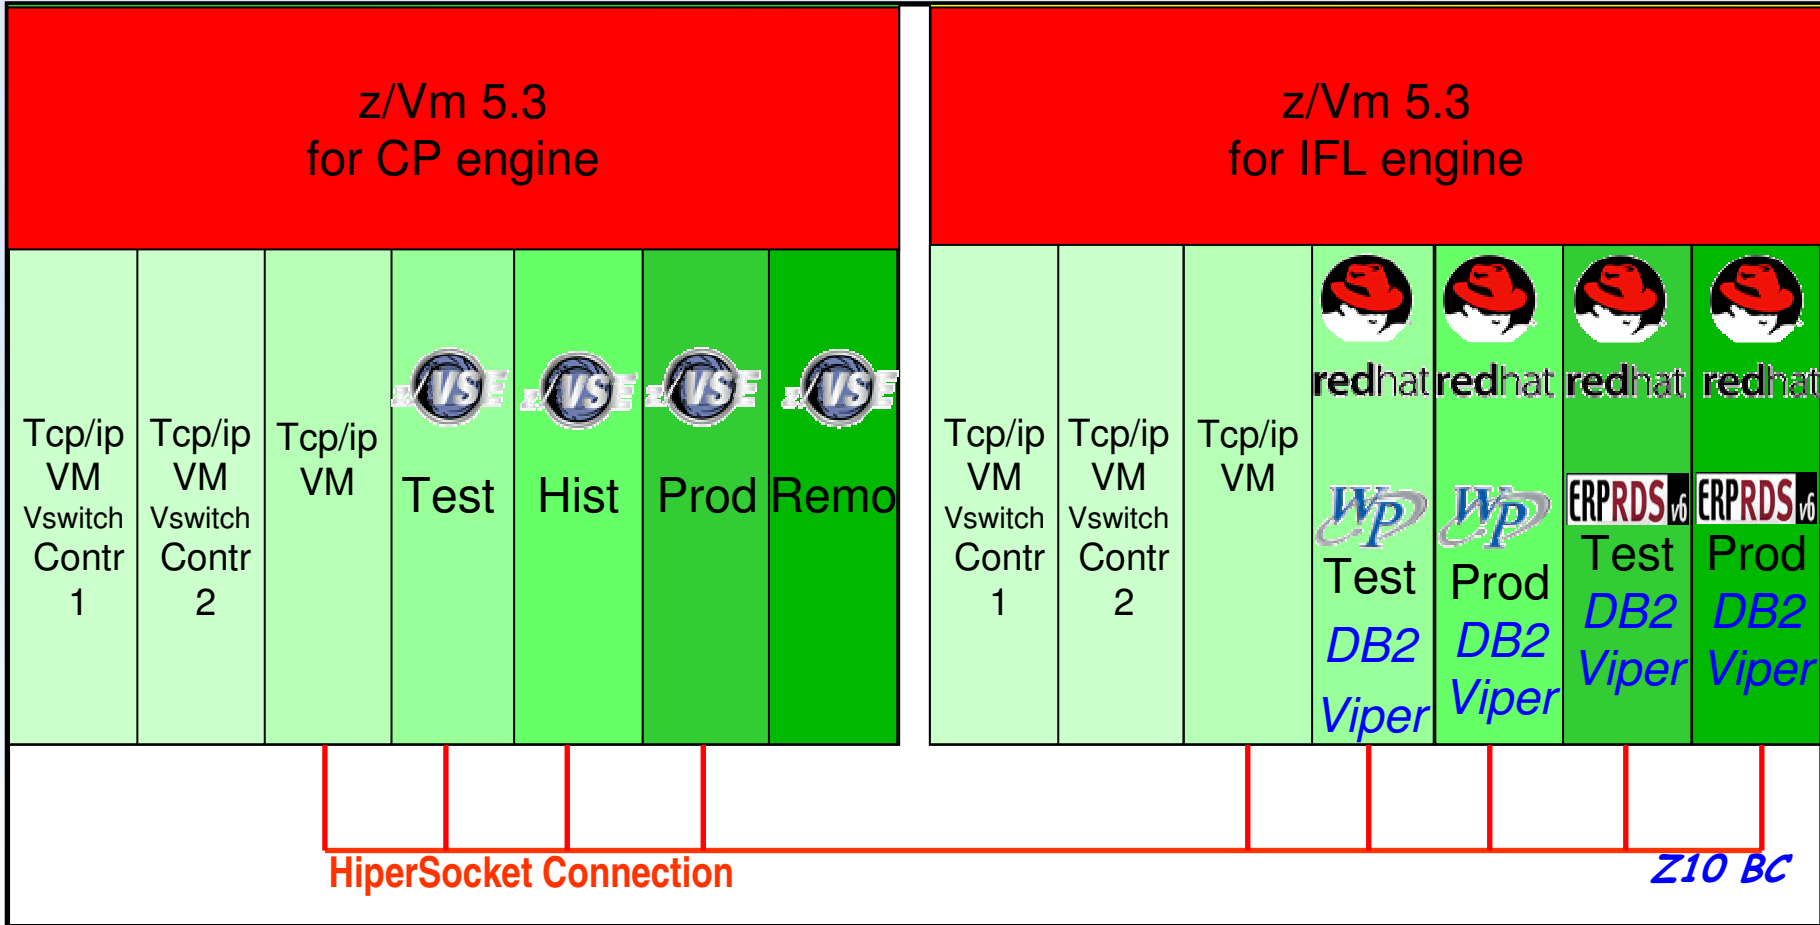 z/Vm 5.3
for CP engine
Tcp/ip
VM
Vswitch
Contr
1
Tcp/ip
VM
Vswitch
Contr
2
Tcp/ip
VM
z/VSE
Test
z/VSE
Hist
z/VSE
Prod
z/VSE
Remo
z/Vm 5.3
for IFL engine
Tcp/ip
VM
Vswitch
Contr
1
Tcp/ip
VM
Vswitch
Contr
2
Tcp/ip
VM
redhat
WP
Test
DB2
Viper
redhat
WP
Prod
DB2
Viper
redhat
ERPRDS v6
Test
DB2
Viper
redhat
ERPRDS v6
Prod
DB2
Viper
HiperSocket Connection
Z10 BC